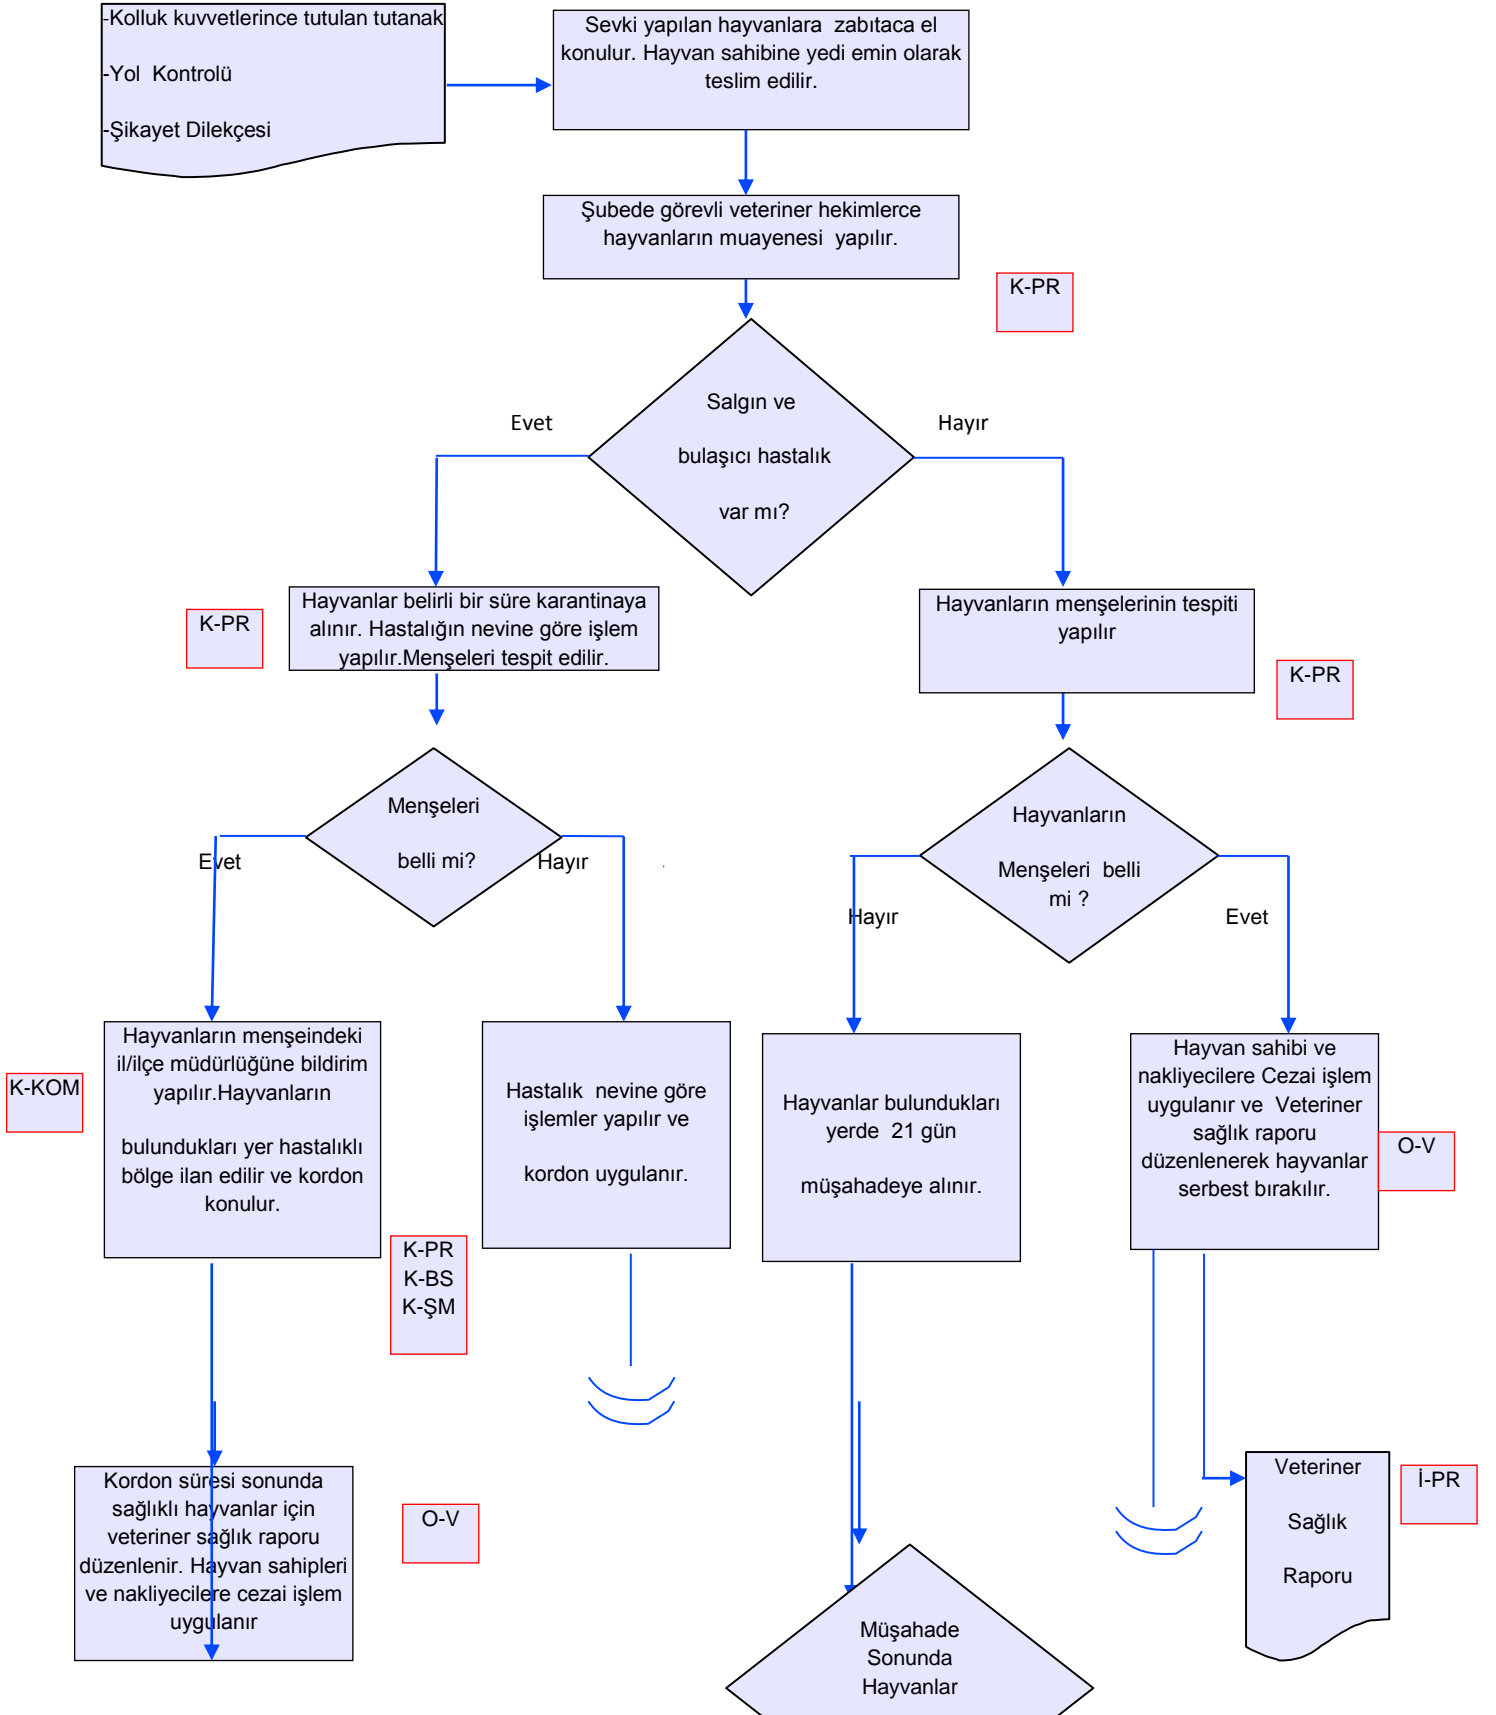 -Kolluk kuvvetlerince tutulan tutanak
-Yol Kontrolü
-Şikayet Dilekçesi
Sevki yapılan hayvanlara zabıtaca el
konulur. Hayvan sahibine yedi emin olarak
teslim edilir.
Şubede görevli veteriner hekimlerce
hayvanların muayenesi yapılır.
K-PR
Salgın ve
bulaşıcı hastalık
var mı?
Evet
Hayır
K-PR
Hayvanlar belirli bir süre karantinaya
alınır. Hastalığın nevine göre işlem
yapılır.Menşeleri tespit edilir.
Hayvanların menşelerinin tespiti
yapılır
K-PR
Menşeleri
belli mi?
Evet
Hayır
Hayvanların
Menşeleri belli
mi ?
Hayır
Evet
K-KOM
Hayvanların menşeindeki
il/ilçe müdürlüğüne bildirim
yapılır.Hayvanların
bulundukları yer hastalıklı
bölge ilan edilir ve kordon
konulur.
K-PR
K-BS
K-ŞM
Hastalık nevine göre
işlemler yapılır ve
kordon uygulanır.
Hayvanlar bulundukları
yerde 21 gün
müşahadeye alınır.
Hayvan sahibi ve
nakliyecilere Cezai işlem
uygulanır ve Veteriner
sağlık raporu
düzenlenerek hayvanlar
serbest bırakılır.
O-V
Kordon süresi sonunda
sağlıklı hayvanlar için
veteriner sağlık raporu
düzenlenir. Hayvan sahipleri
ve nakliyecilere cezai işlem
uygulanır
O-V
Müşahade
Sonunda
Hayvanlar
Veteriner
Sağlık
Raporu
İ-PR